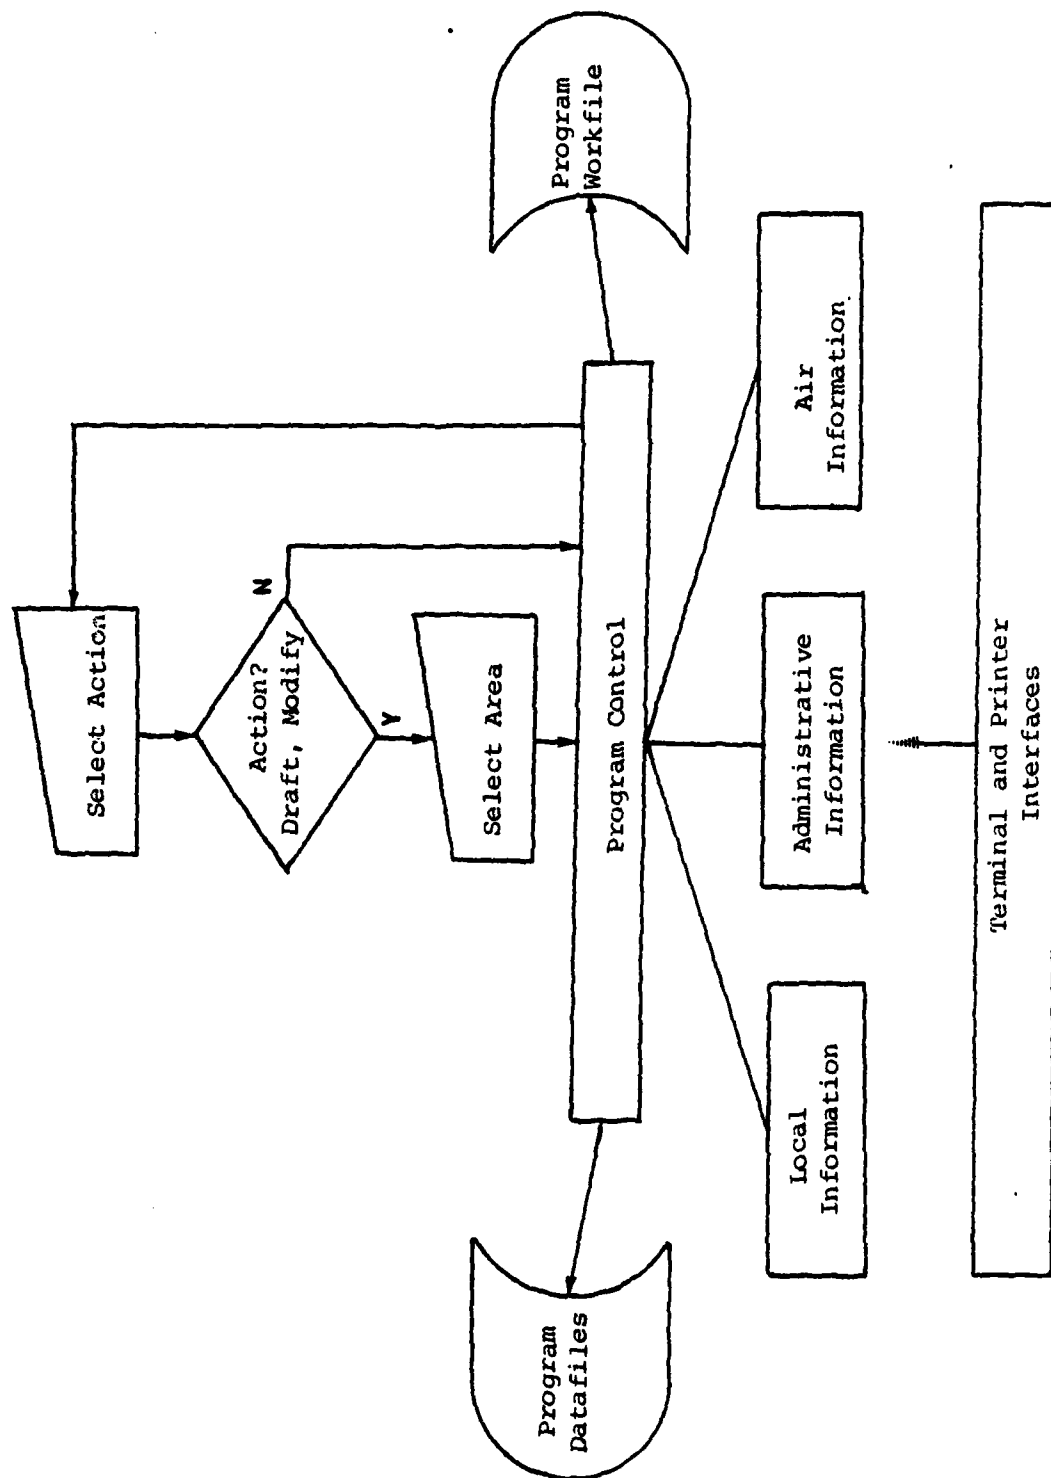 Select Action
Action?
Draft, Modify
N
Y
Select Area
Program
Datafiles
Program Control
Program
Workfile
Local
Information
Administrative
Information
Air
Information
Terminal and Printer
Interfaces